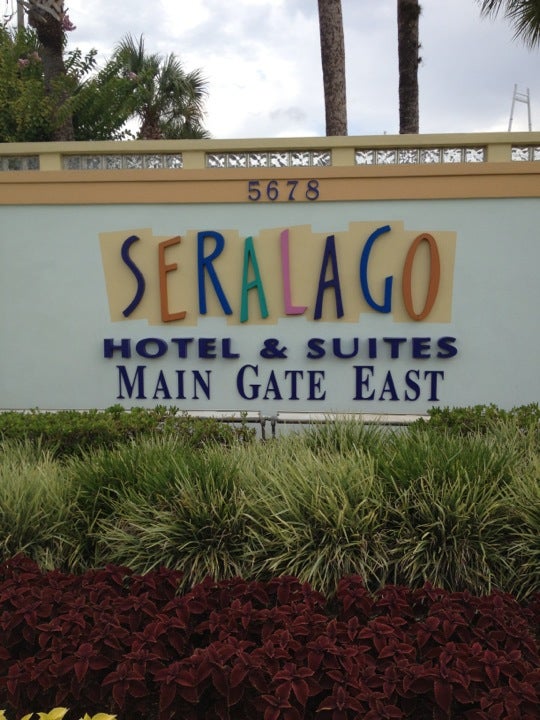 5678
SERALAGO
HOTEL & SUITES
MAIN GATE EAST